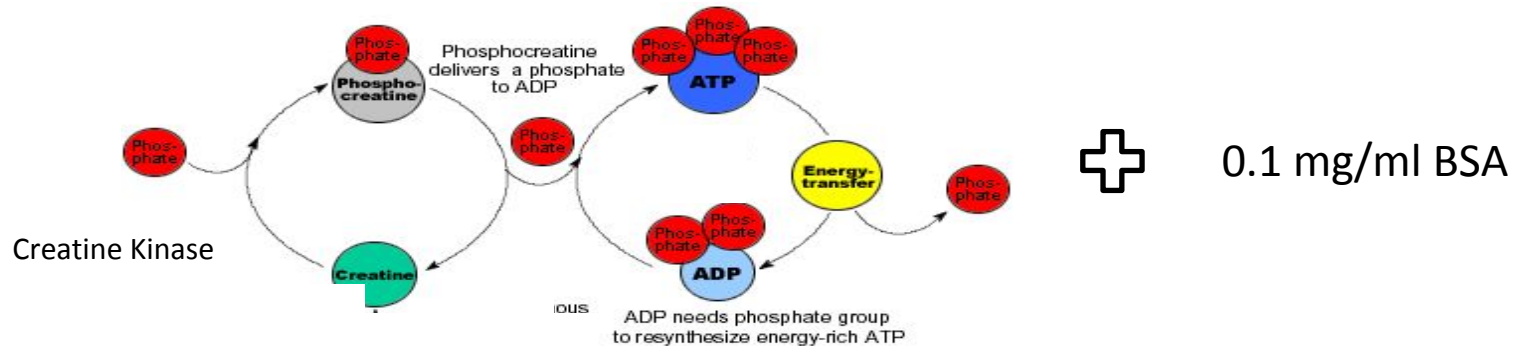 Phos-
phate
Phospho-
creatine
Phosphocreatine
delivers a phosphate
to ADP
Phos-
phate
Phos-
phate
Phos-
phate
ATP
Phos-
phate
Phos-
phate
Energy-
transfer
Phos-
phate
0.1 mg/ml BSA
Creatine Kinase
Creatine
Phos-
phate
Phos-
phate
ADP
ous
ADP needs phosphate group
to resynthesize energy-rich ATP